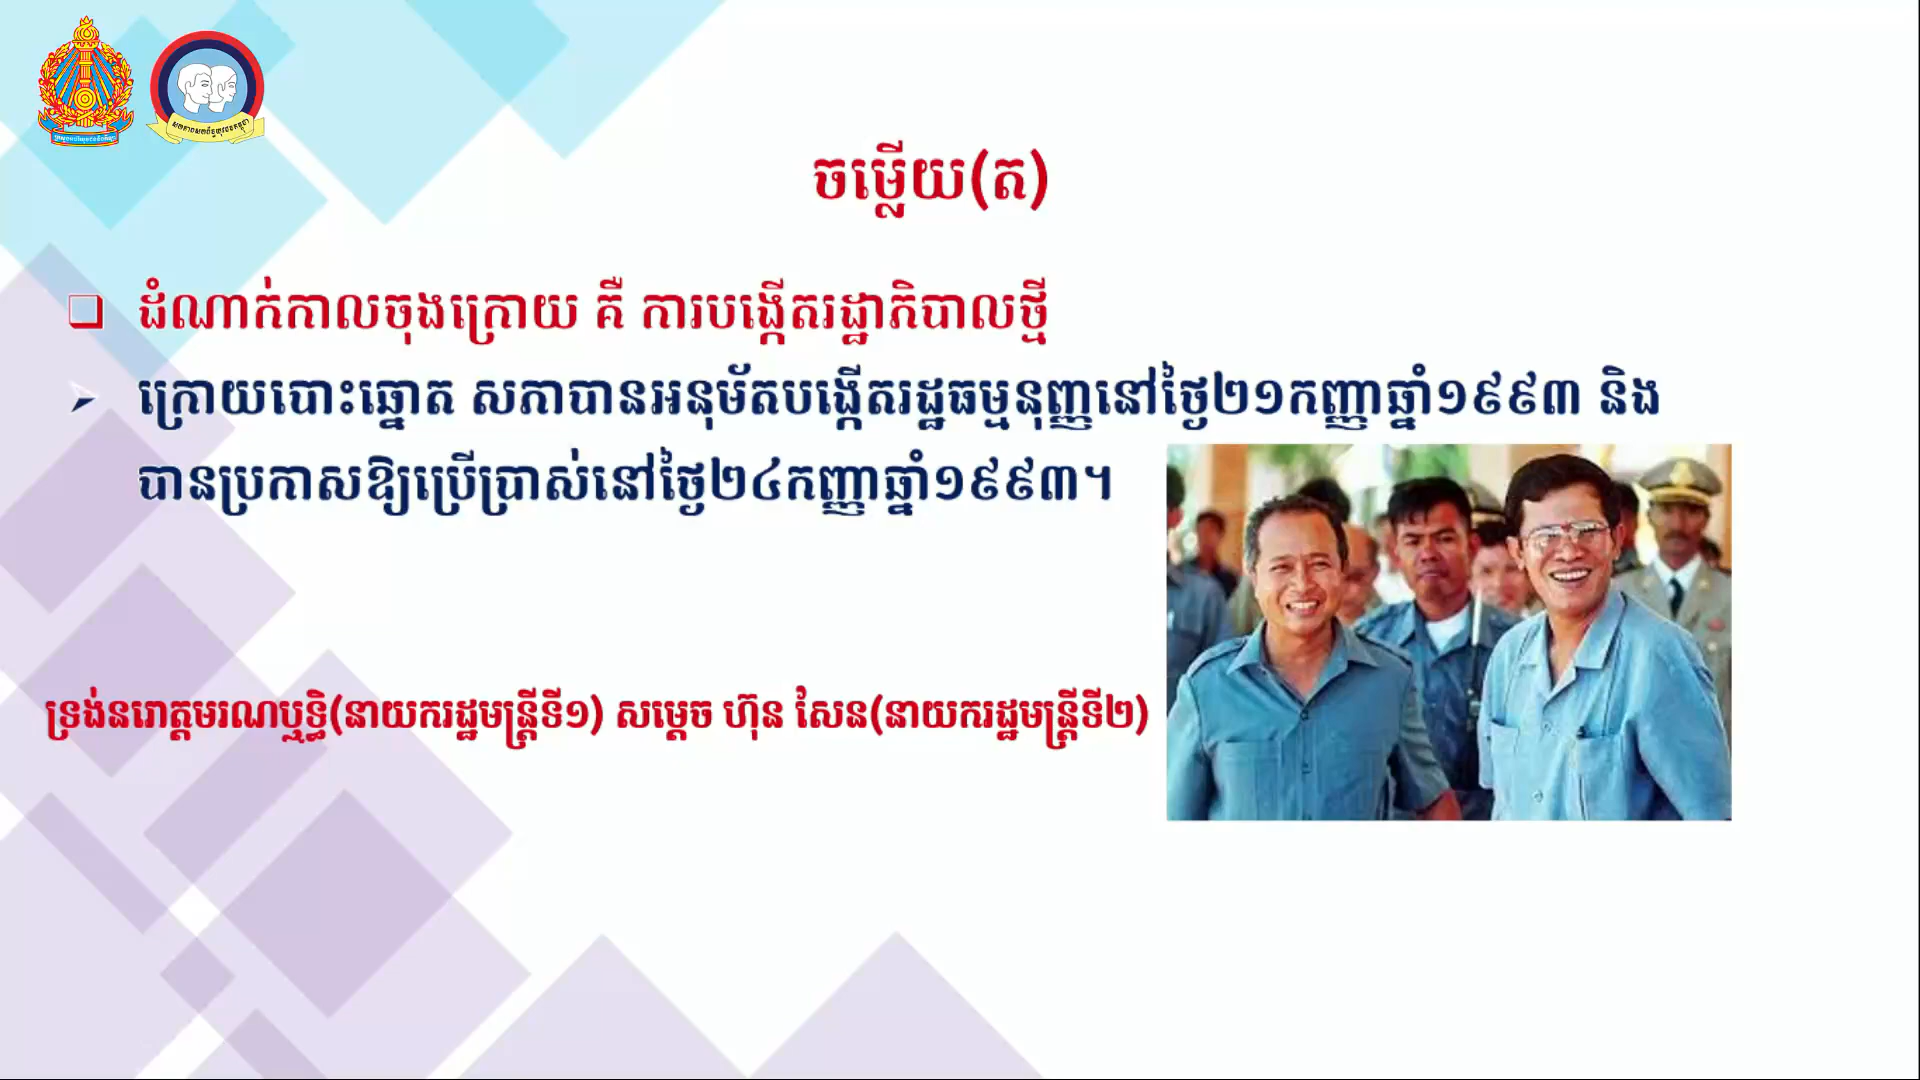 ចម្លើយ(ត)
ដំណាក់កាលចុងក្រោយ គឺ ការបង្កើតរដ្ឋាភិបាលថ្មី
ក្រោយបោះឆ្នោត សភាបានអនុម័តបង្កើតរដ្ឋធម្មនុញ្ញនៅថ្ងៃ២១កញ្ញាឆ្នាំ១៩៩៣ និង
បានប្រកាសឱ្យប្រើប្រាស់នៅថ្ងៃ២៤កញ្ញាឆ្នាំ១៩៩៣។
ទ្រង់នរោត្តមរណឬទ្ធិ(នាយករដ្ឋមន្ត្រីទី១) សម្តេច ហ៊ុន សែន(នាយករដ្ឋមន្ត្រីទី២)